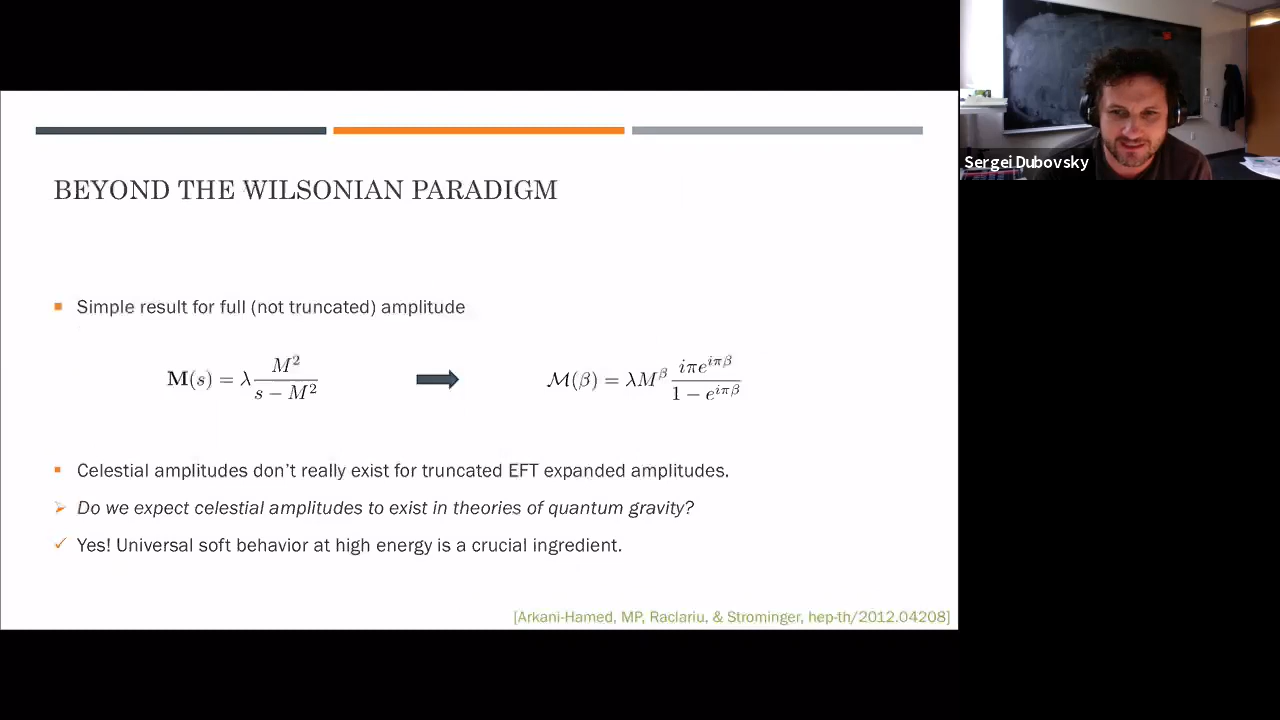 Sergei Dubovsky
BEYOND THE WILSONIAN PARADIGM
Simple result for full (not truncated) amplitude
M(s) = λ M² / (s − M²) ➡ ℳ(β) = λM^β iπe^{iπβ} / (1 − e^{iπβ})
Celestial amplitudes don't really exist for truncated EFT expanded amplitudes.
Do we expect celestial amplitudes to exist in theories of quantum gravity?
Yes! Universal soft behavior at high energy is a crucial ingredient.
[Arkani-Hamed, MP, Raclariu, & Strominger, hep-th/2012.04208]